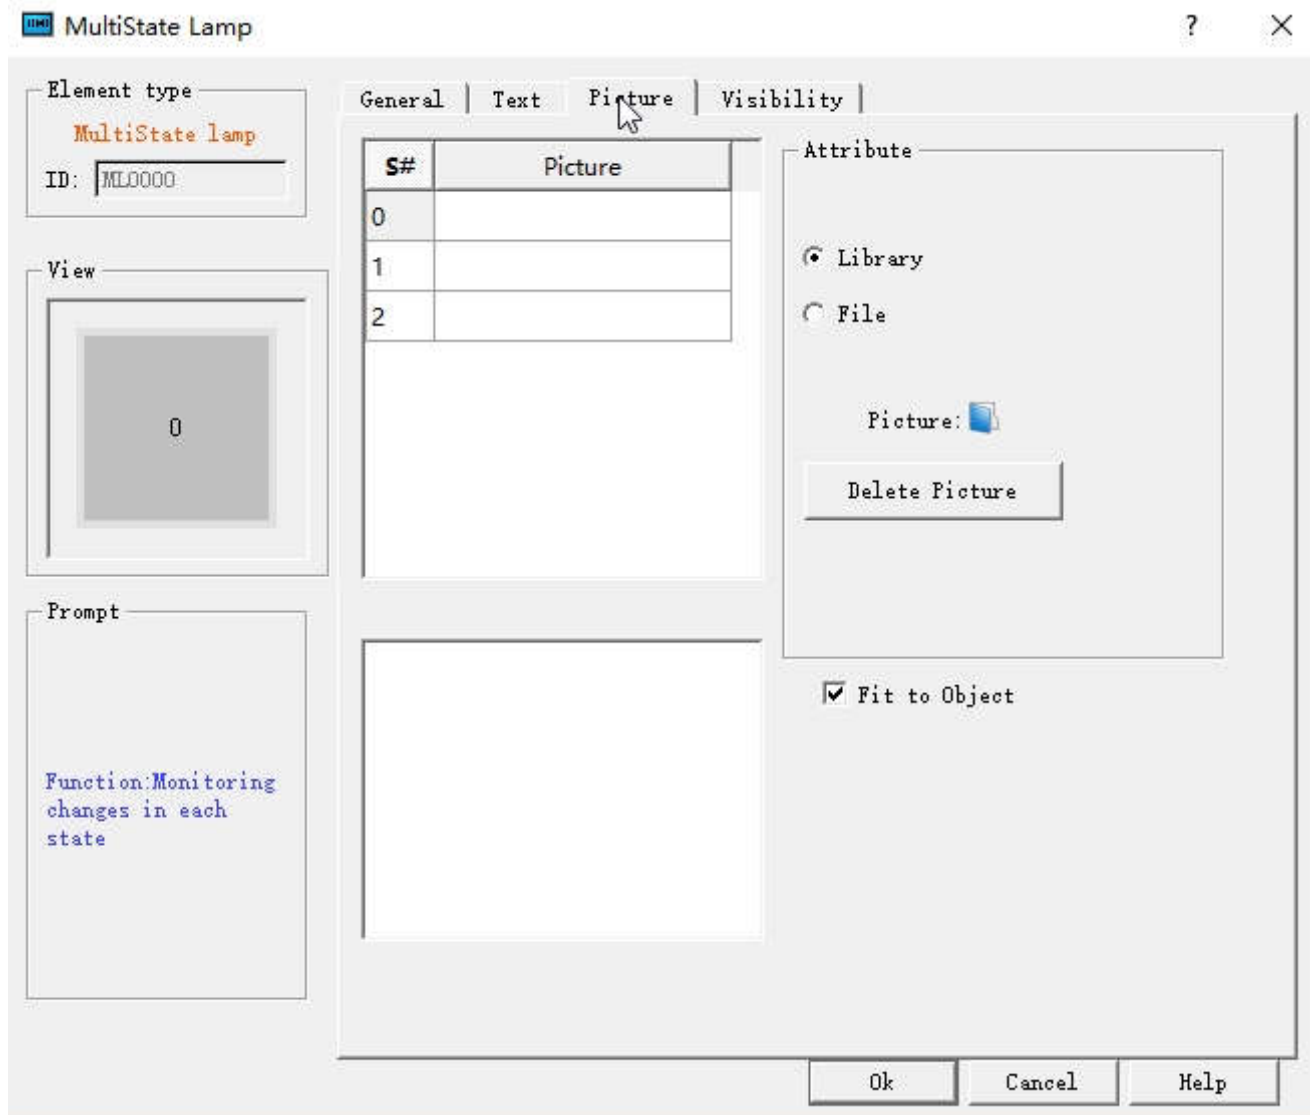 MultiState Lamp
?
Element type
MultiState lamp
ID: ML0000
View
0
Prompt
Function:Monitoring
changes in each
state
General
Text
Picture
Visibility
S#
Picture
0
1
2
Attribute
Library
File
Picture:
Delete Picture
Fit to Object
Ok
Cancel
Help